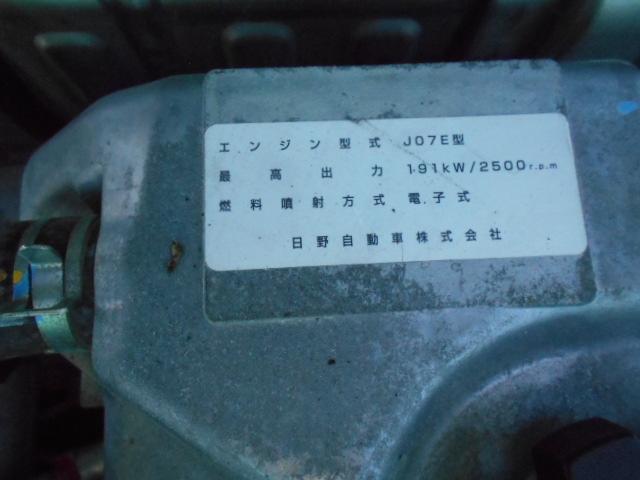 エンジン型式 J07E型
最高出力 191kW/2500r.p.m
燃料噴射方式 電子式
日野自動車株式会社